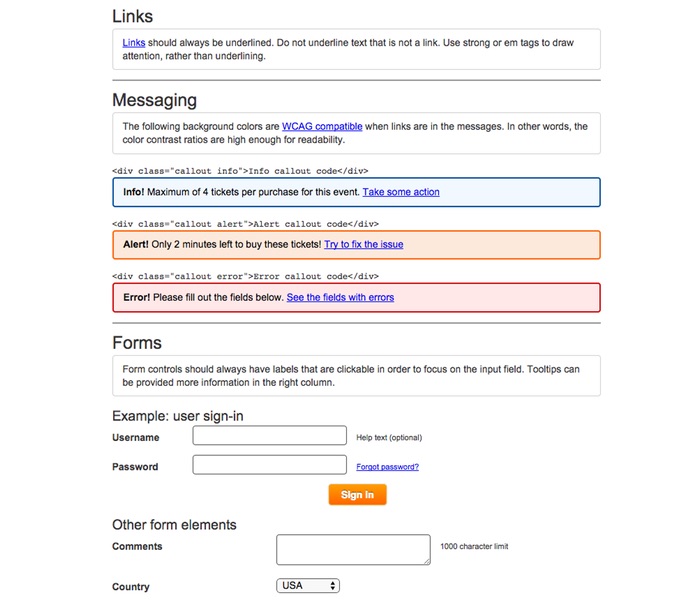 Links
Links should always be underlined. Do not underline text that is not a link. Use strong or em tags to draw
attention, rather than underlining.
Messaging
The following background colors are WCAG compatible when links are in the messages. In other words, the
color contrast ratios are high enough for readability.
<div class="callout info">Info callout code</div>
Info! Maximum of 4 tickets per purchase for this event. Take some action
<div class="callout alert">Alert callout code</div>
Alert! Only 2 minutes left to buy these tickets! Try to fix the issue
<div class="callout error">Error callout code</div>
Error! Please fill out the fields below. See the fields with errors
Forms
Form controls should always have labels that are clickable in order to focus on the input field. Tooltips can
be provided more information in the right column.
Example: user sign-in
Username Help text (optional)
Password Forgot password?
Sign In
Other form elements
Comments 1000 character limit
Country USA